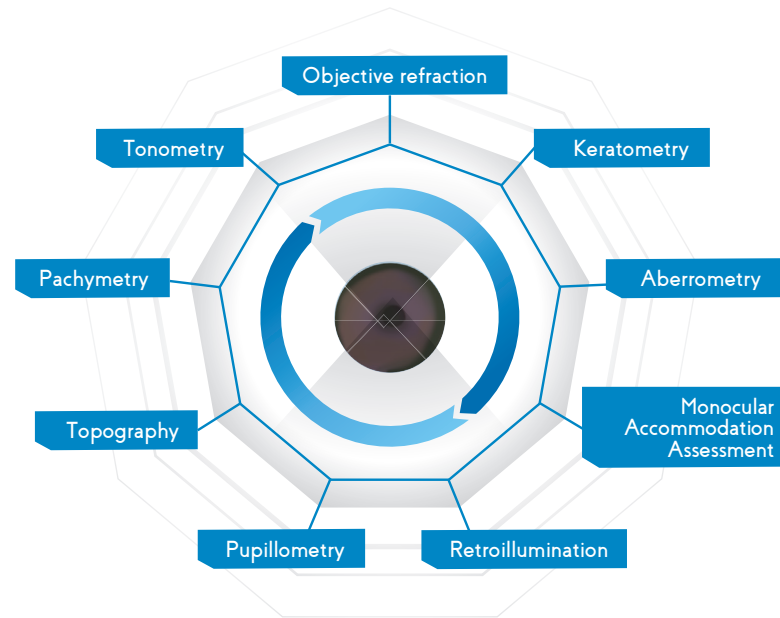 Objective refraction
Tonometry
Keratometry
Pachymetry
Aberrometry
Topography
Monocular
Accommodation
Assessment
Pupillometry
Retroillumination